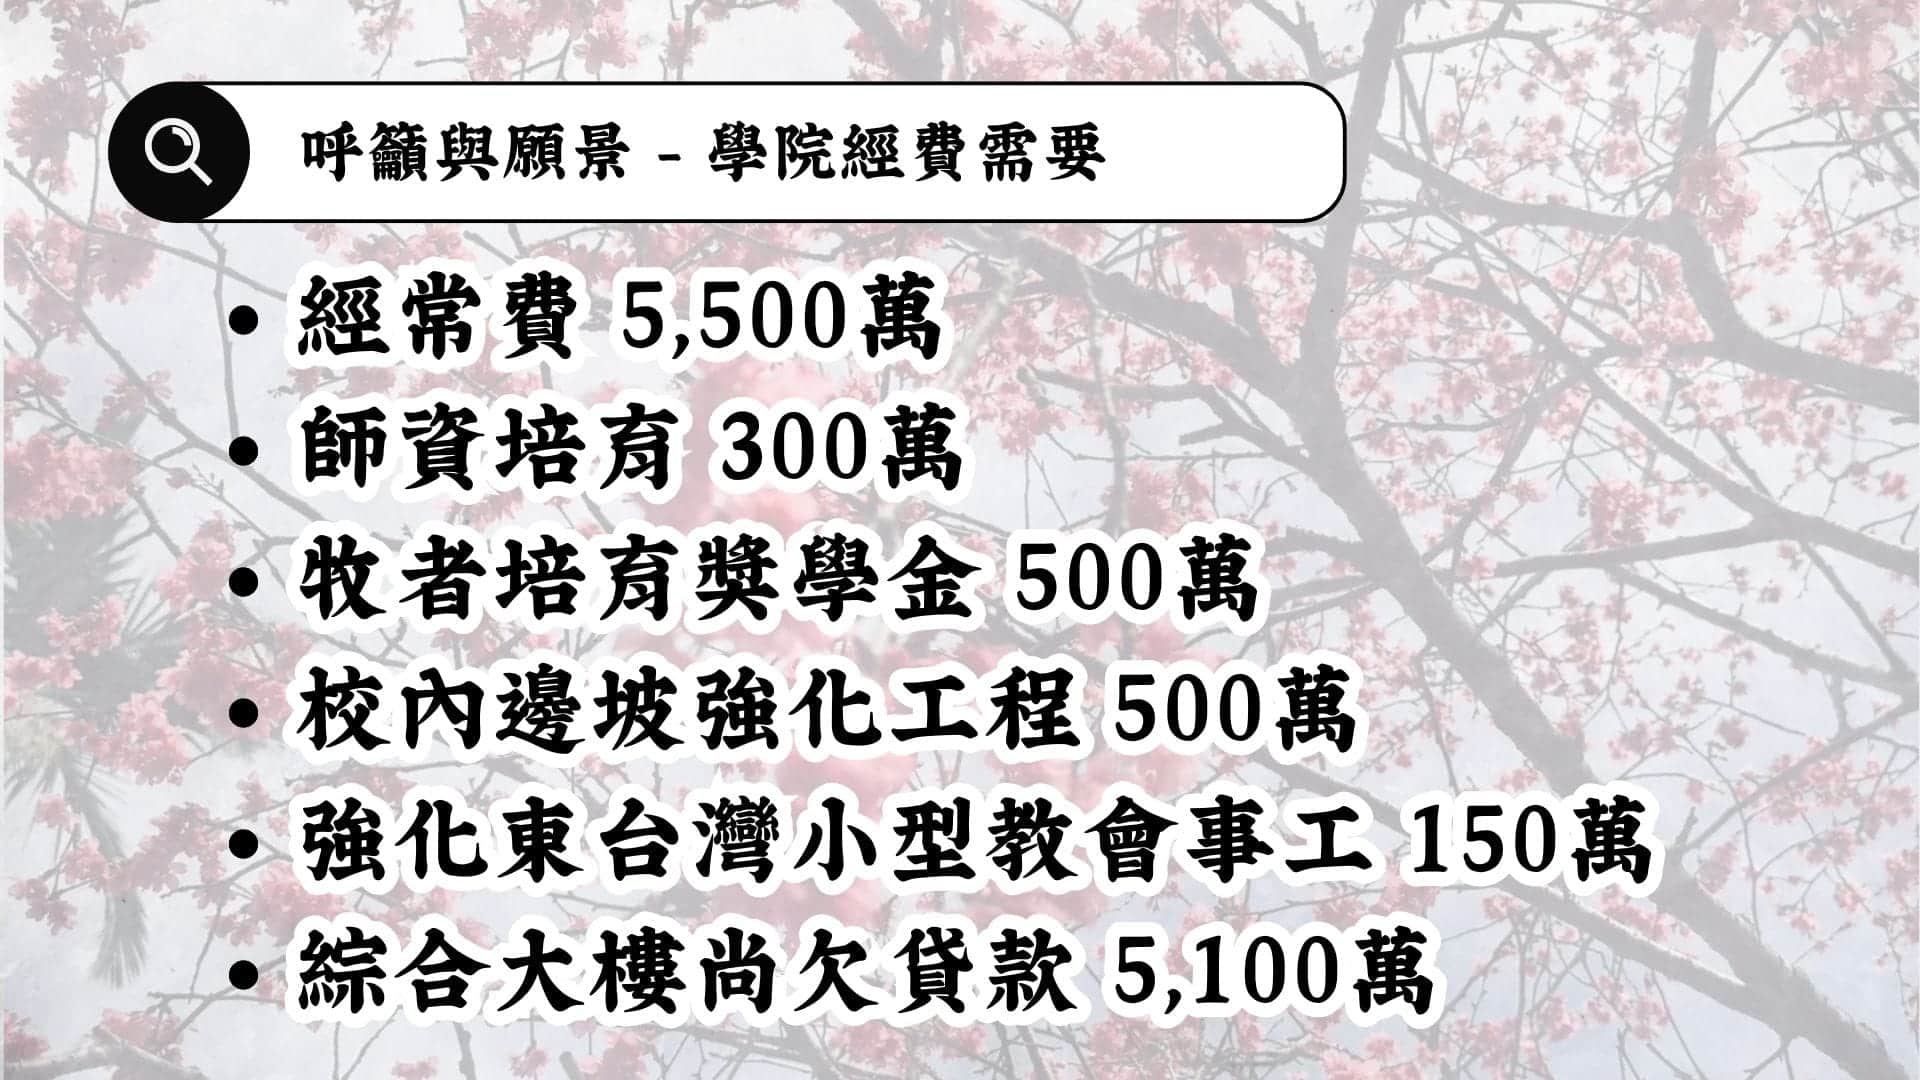 呼籲與願景 - 學院經費需要
• 經常費 5,500萬
• 師資培育 300萬
• 牧者培育獎學金 500萬
• 校內邊坡強化工程 500萬
• 強化東台灣小型教會事工 150萬
• 綜合大樓尚欠貸款 5,100萬